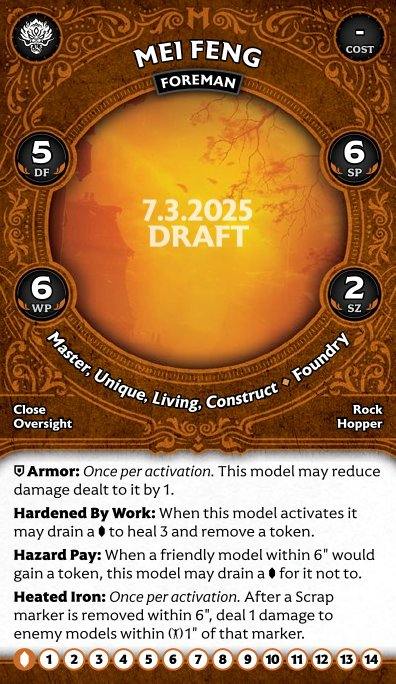 M
-
COST
MEI FENG
FOREMAN
5
DF
6
SP
7.3.2025
DRAFT
6
WP
2
SZ
Master, Unique, Living, Construct ⬥ Foundry
Close
Oversight
Rock
Hopper
Armor: Once per activation. This model may reduce
damage dealt to it by 1.
Hardened By Work: When this model activates it
may drain a ⬮ to heal 3 and remove a token.
Hazard Pay: When a friendly model within 6" would
gain a token, this model may drain a ⬮ for it not to.
Heated Iron: Once per activation. After a Scrap
marker is removed within 6", deal 1 damage to
enemy models within 1" of that marker.
1 2 3 4 5 6 7 8 9 10 11 12 13 14